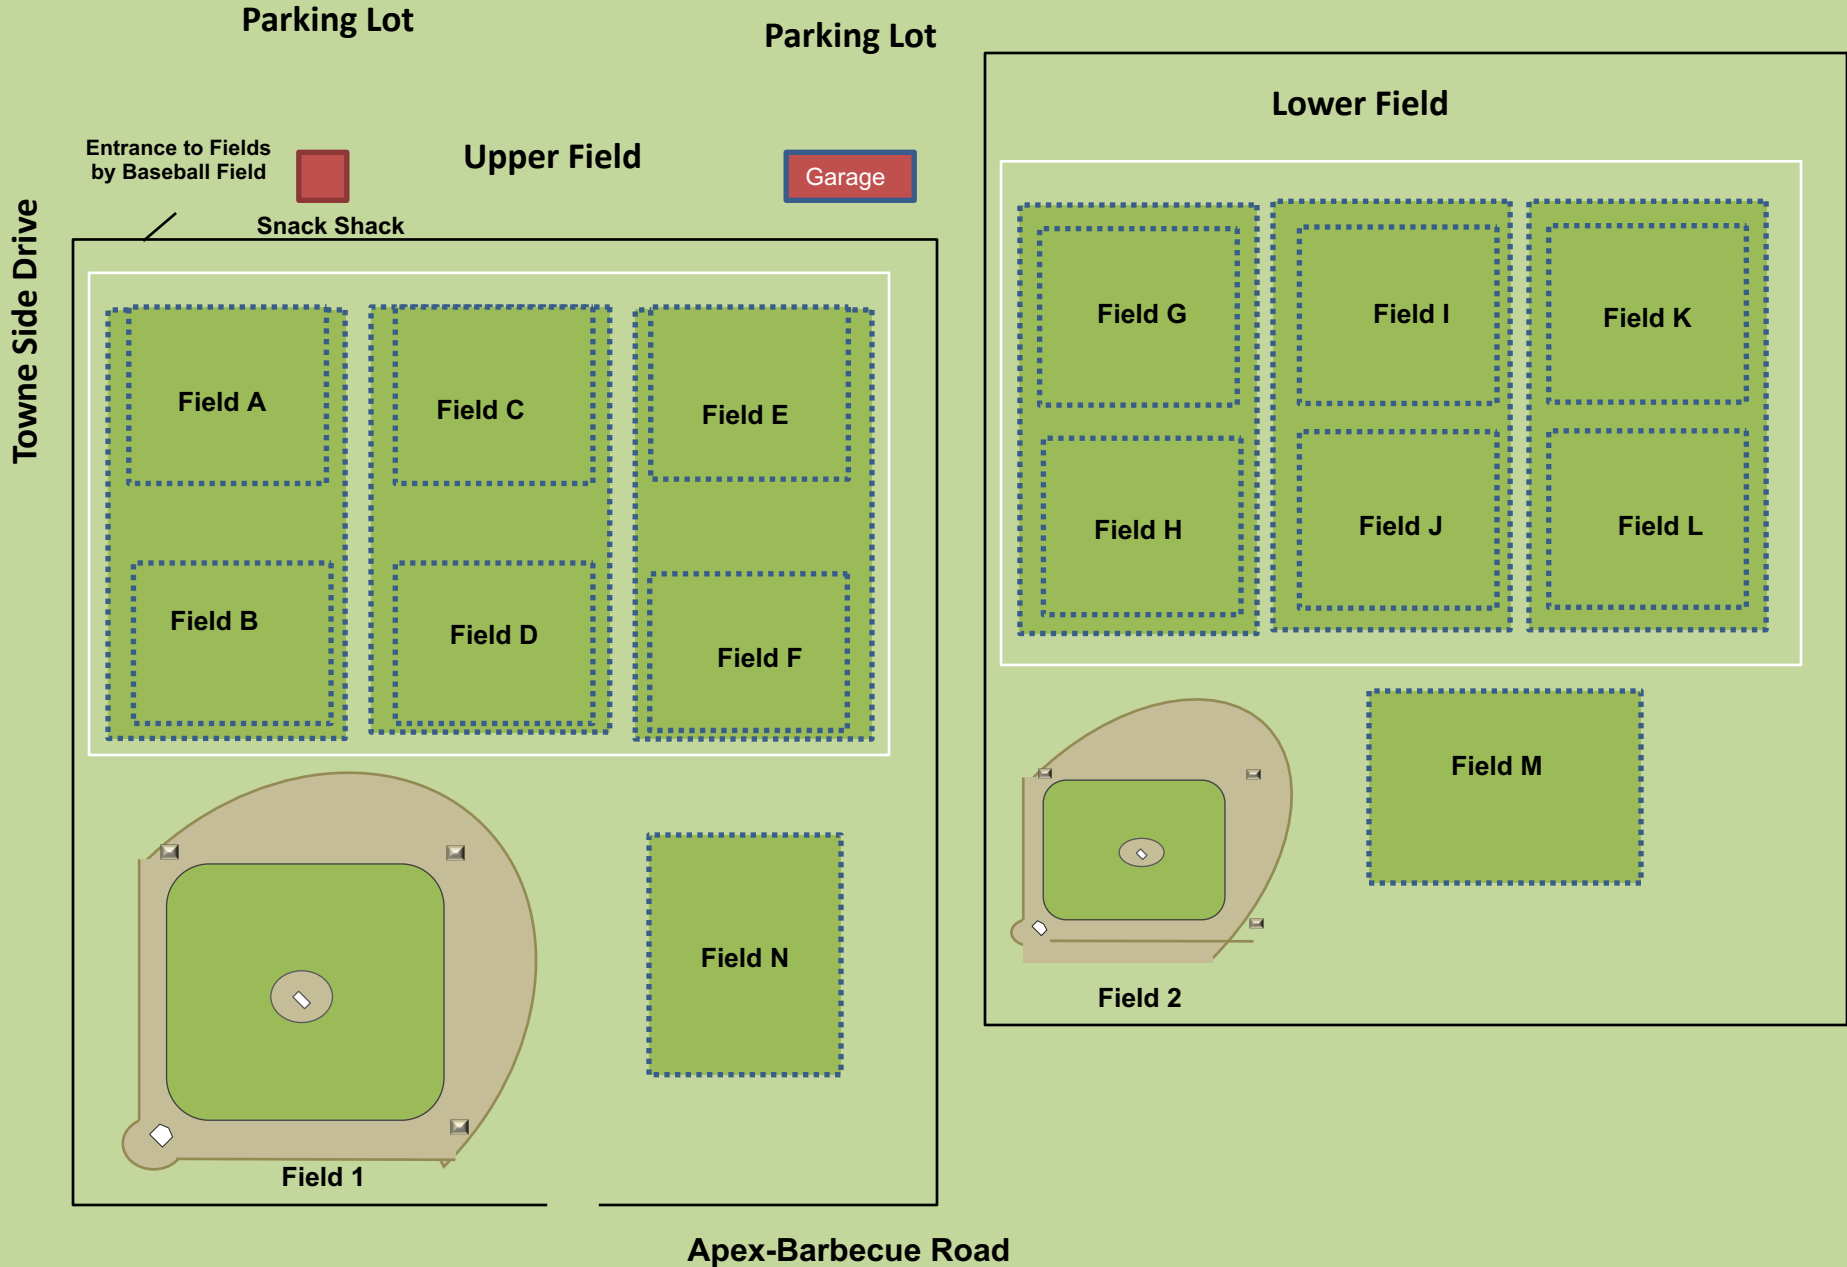 Parking Lot
Parking Lot
Lower Field
Entrance to Fields
by Baseball Field
Upper Field
Garage
Snack Shack
Towne Side Drive
Field A
Field C
Field E
Field B
Field D
Field F
Field G
Field I
Field K
Field H
Field J
Field L
Field M
Field N
Field 2
Field 1
Apex-Barbecue Road